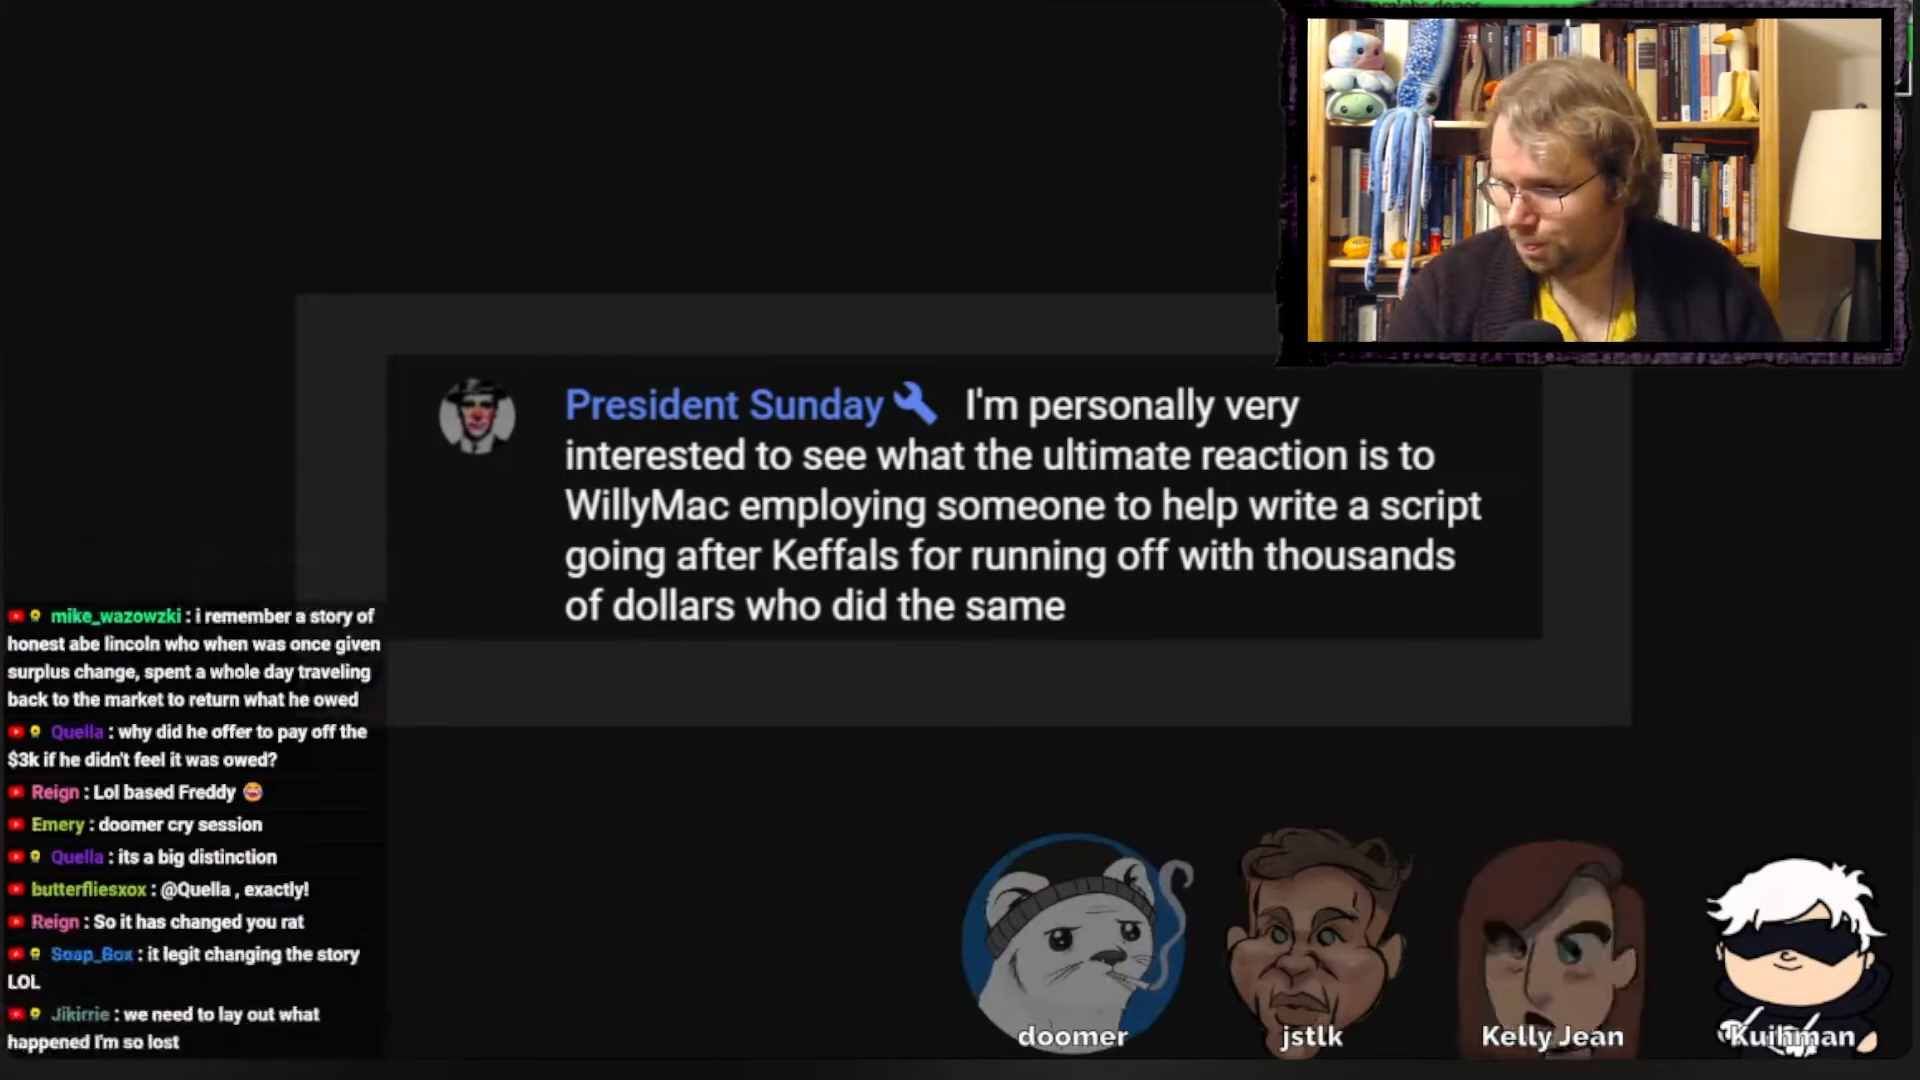 President Sunday I'm personally very
interested to see what the ultimate reaction is to
WillyMac employing someone to help write a script
going after Keffals for running off with thousands
of dollars who did the same
mike_wazowzki : i remember a story of
honest abe lincoln who when was once given
surplus change, spent a whole day traveling
back to the market to return what he owed
Quella : why did he offer to pay off the
$3k if he didn't feel it was owed?
Reign : Lol based Freddy 😂
Emery : doomer cry session
Quella : its a big distinction
butterfliesxox : @Quella , exactly!
Reign : So it has changed you rat
Soap_Box : it legit changing the story
LOL
Jikirrie : we need to lay out what
happened I'm so lost
doomer
jstlk
Kelly Jean
Kuihman